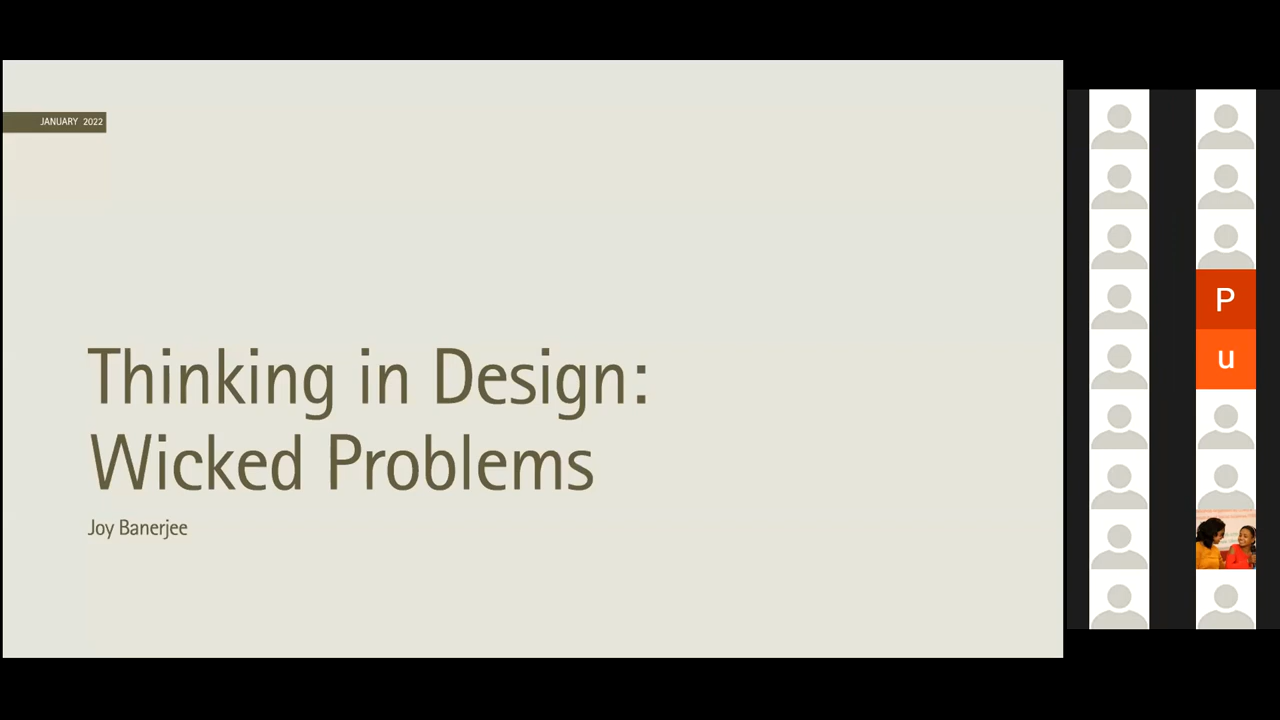 JANUARY 2022
Thinking in Design:
Wicked Problems
Joy Banerjee
P
u